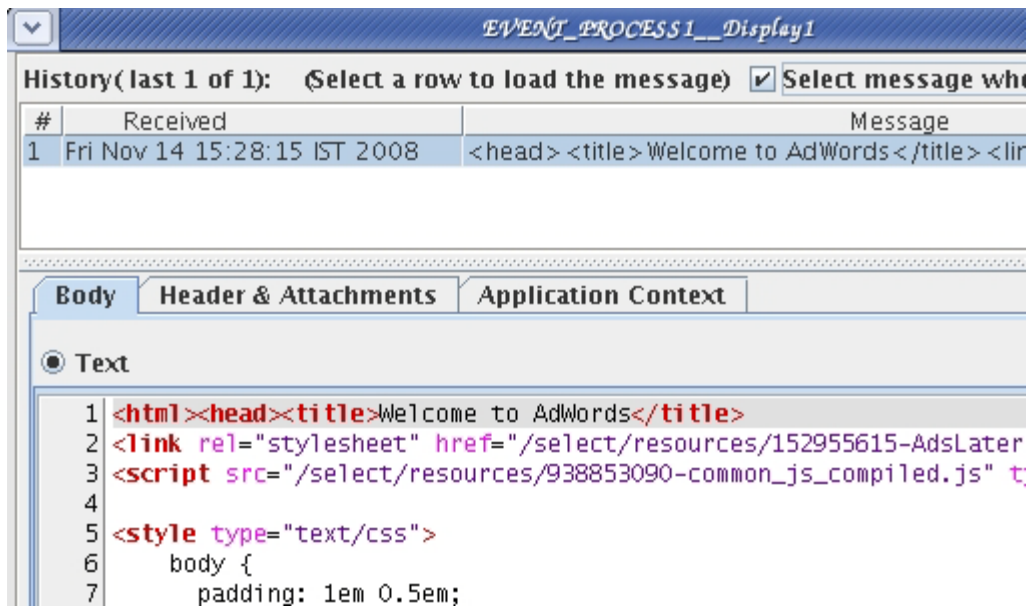 EVENT_PROCESS1__Display1
History( last 1 of 1): (Select a row to load the message) Select message whe
# Received Message
1 Fri Nov 14 15:28:15 IST 2008 <head><title>Welcome to AdWords</title><lin
Body Header & Attachments Application Context
Text
1 <html><head><title>Welcome to AdWords</title>
2 <link rel="stylesheet" href="/select/resources/152955615-AdsLater
3 <script src="/select/resources/938853090-common_js_compiled.js" ty
4
5 <style type="text/css">
6 body {
7 padding: 1em 0.5em;